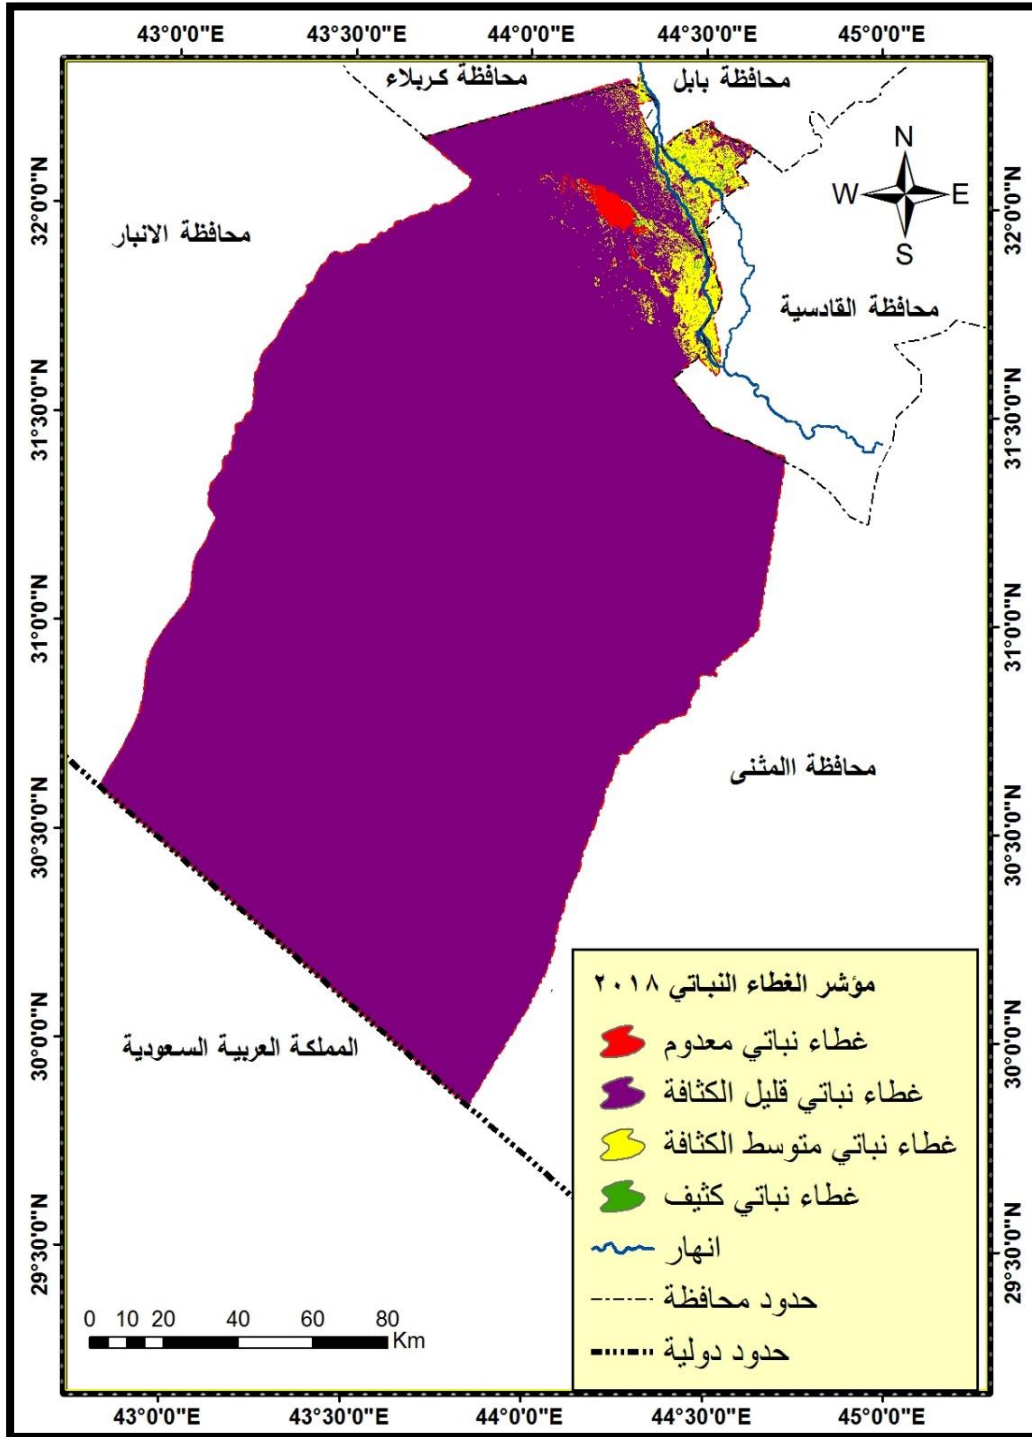 43°0'0"E 43°30'0"E 44°0'0"E 44°30'0"E 45°0'0"E
محافظة كربلاء
محافظة بابل
N
W E
S
32°0'0"N
32°0'0"N
محافظة الانبار
محافظة القادسية
31°30'0"N
31°30'0"N
31°0'0"N
31°0'0"N
محافظة االمثنى
30°30'0"N
30°30'0"N
المملكة العربية السعودية
30°0'0"N
30°0'0"N
29°30'0"N
29°30'0"N
مؤشر الغطاء النباتي ٢٠١٨
غطاء نباتي معدوم
غطاء نباتي قليل الكثافة
غطاء نباتي متوسط الكثافة
غطاء نباتي كثيف
انهار
حدود محافظة
حدود دولية
0 10 20 40 60 80
Km
43°0'0"E 43°30'0"E 44°0'0"E 44°30'0"E 45°0'0"E